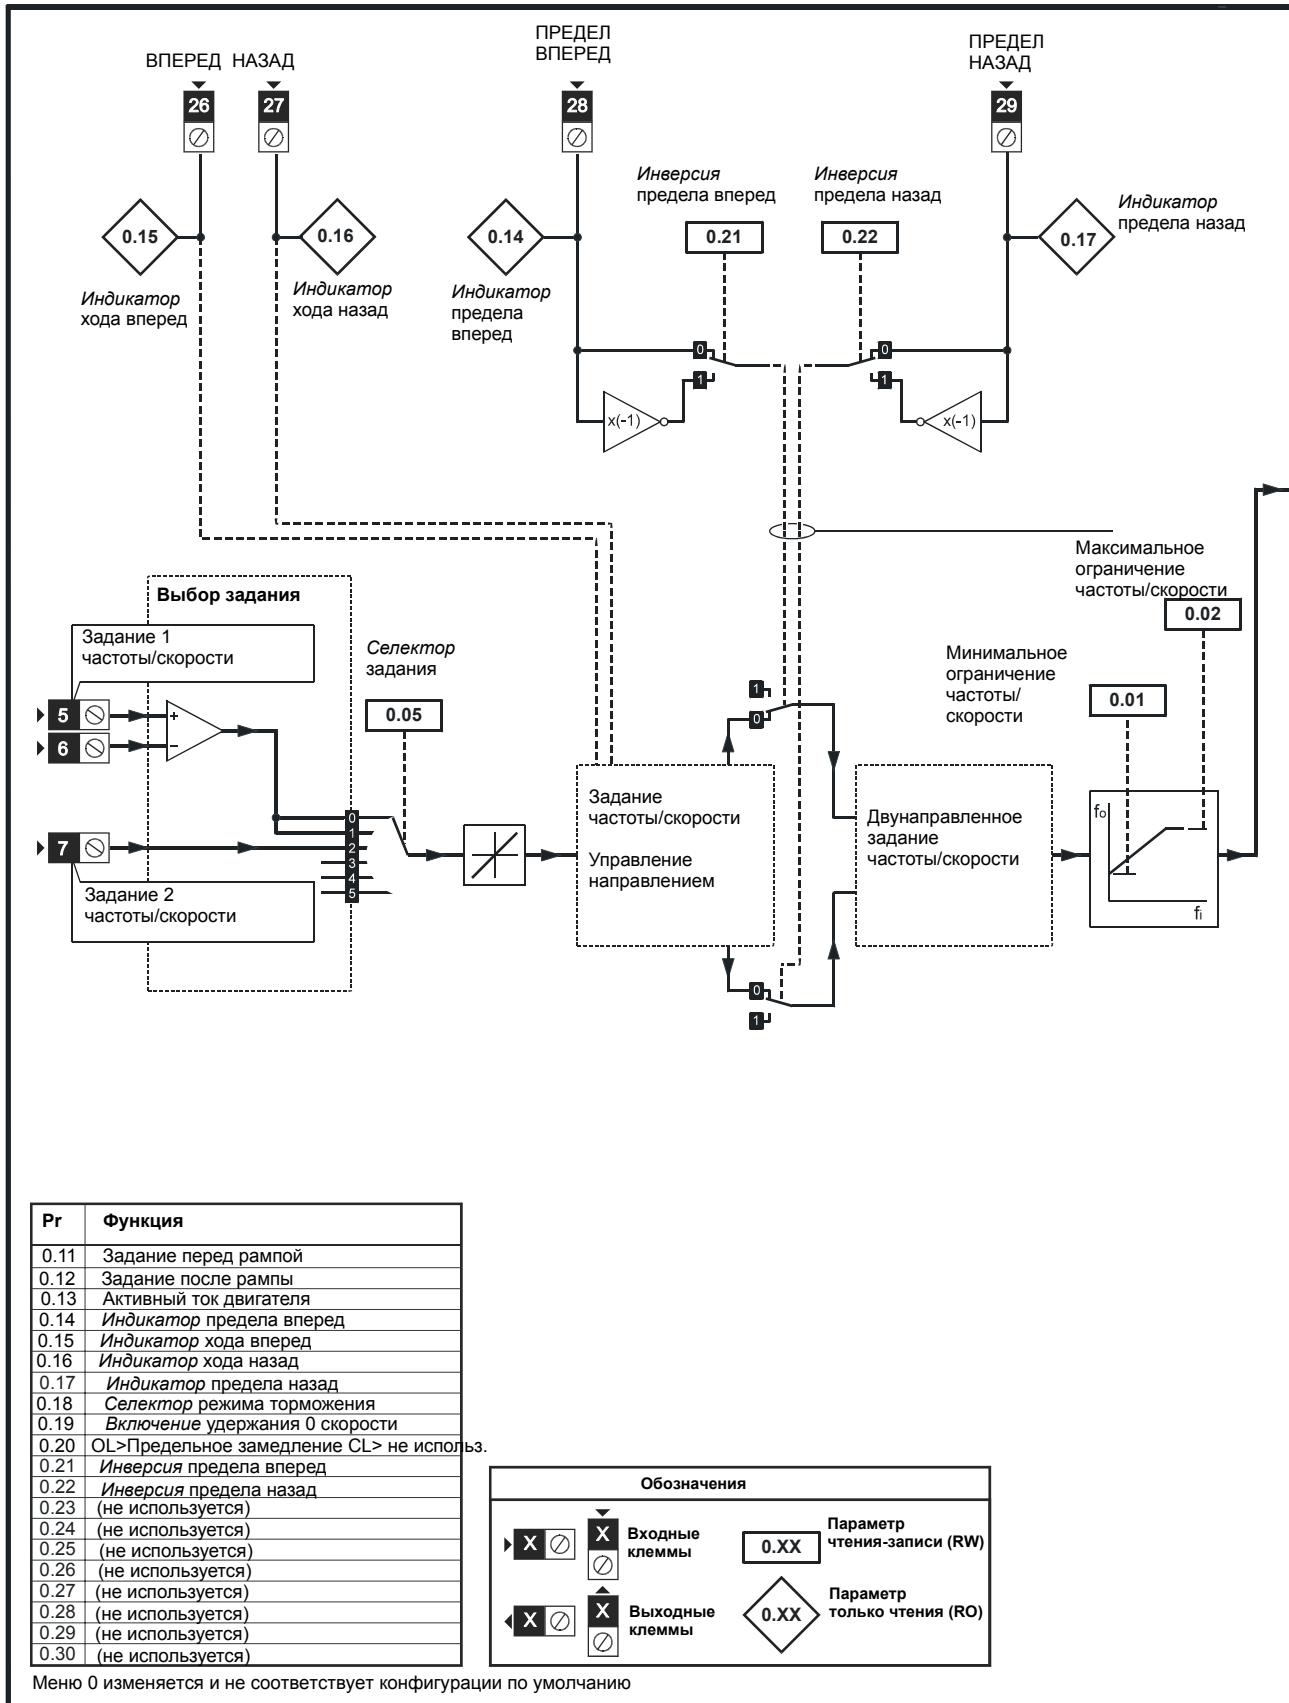 ВПЕРЕД НАЗАД
ПРЕДЕЛ
ВПЕРЕД
ПРЕДЕЛ
НАЗАД
26
27
28
29
Инверсия
предела вперед
Инверсия
предела назад
Индикатор
предела назад
0.15
0.16
0.14
0.21
0.22
0.17
Индикатор
хода вперед
Индикатор
хода назад
Индикатор
предела
вперед
0
1
0
1
x(-1)
x(-1)
Максимальное
ограничение
частоты/скорости
0.02
Выбор задания
Задание 1
частоты/скорости
Селектор
задания
0.05
Минимальное
ограничение
частоты/
скорости
0.01
5
6
+
−
7
0
1
2
3
4
5
Задание 2
частоты/скорости
1
0
Задание
частоты/скорости
Управление
направлением
Двунаправленное
задание
частоты/скорости
fo
fi
0
1
Pr Функция
0.11 Задание перед рампой
0.12 Задание после рампы
0.13 Активный ток двигателя
0.14 Индикатор предела вперед
0.15 Индикатор хода вперед
0.16 Индикатор хода назад
0.17 Индикатор предела назад
0.18 Селектор режима торможения
0.19 Включение удержания 0 скорости
0.20 OL>Предельное замедление CL> не использ.
0.21 Инверсия предела вперед
0.22 Инверсия предела назад
0.23 (не используется)
0.24 (не используется)
0.25 (не используется)
0.26 (не используется)
0.27 (не используется)
0.28 (не используется)
0.29 (не используется)
0.30 (не используется)
Обозначения
X
X
Входные
клеммы
0.XX
Параметр
чтения-записи (RW)
X
X
Выходные
клеммы
0.XX
Параметр
только чтения (RO)
Меню 0 изменяется и не соответствует конфигурации по умолчанию